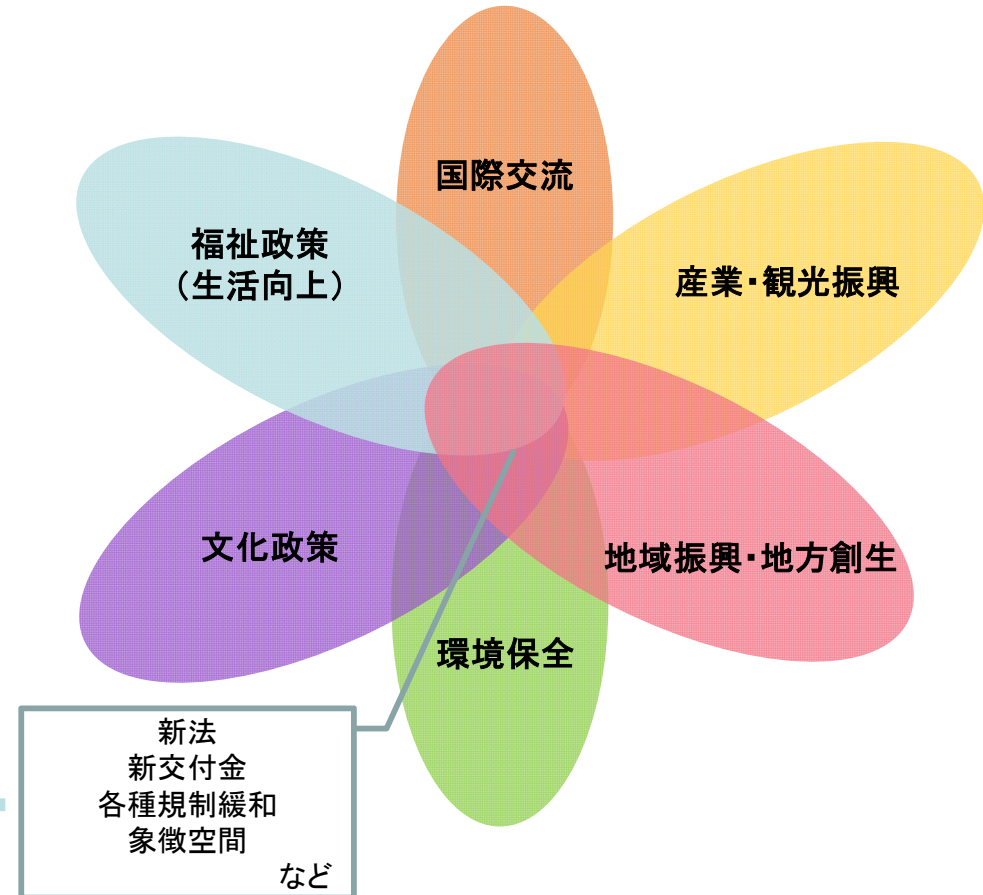 国際交流
福祉政策
（生活向上）
産業・観光振興
文化政策
地域振興・地方創生
環境保全
新法
新交付金
各種規制緩和
象徴空間
など